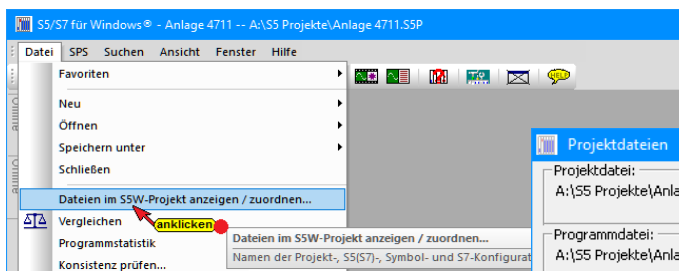 S5/S7 für Windows® - Anlage 4711 -- A:\S5 Projekte\Anlage 4711.S5P
Datei SPS Suchen Ansicht Fenster Hilfe
Favoriten
HELP
Neu
Öffnen
Speichern unter
Schließen
Projektdateien
Projektdatei:
A:\S5 Projekte\Anla
Dateien im S5W-Projekt anzeigen / zuordnen...
Vergleichen
anklicken
Programmstatistik
Dateien im S5W-Projekt anzeigen / zuordnen...
Programmdatei:
Konsistenz prüfen...
Namen der Projekt-, S5(S7)-, Symbol- und S7-Konfigurat
A:\S5 Projekte\Anla